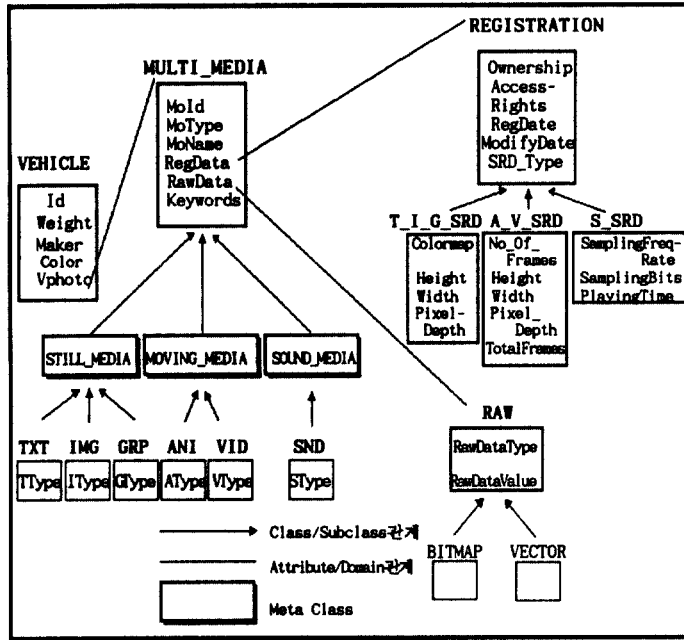 REGISTRATION
Ownership
Access-
Rights
RegDate
ModifyDate
SRD_Type
MULTI_MEDIA
MoId
MoType
MoName
RegData
RawData
Keywords
VEHICLE
Id
Weight
Maker
Color
Vphoto
T_I_G_SRD
Colormap
Height
Width
Pixel-
Depth
A_V_SRD
No_Of_
Frames
Height
Width
Pixel_
Depth
TotalFrames
S_SRD
SamplingFreq-
Rate
SamplingBits
PlayingTime
STILL_MEDIA
MOVING_MEDIA
SOUND_MEDIA
TXT
TType
IMG
IType
GRP
GType
ANI
AType
VID
VType
SND
SType
RAW
RawDataType
RawDataValue
BITMAP
VECTOR
Class/Subclass관계
Attribute/Domain관계
Meta Class